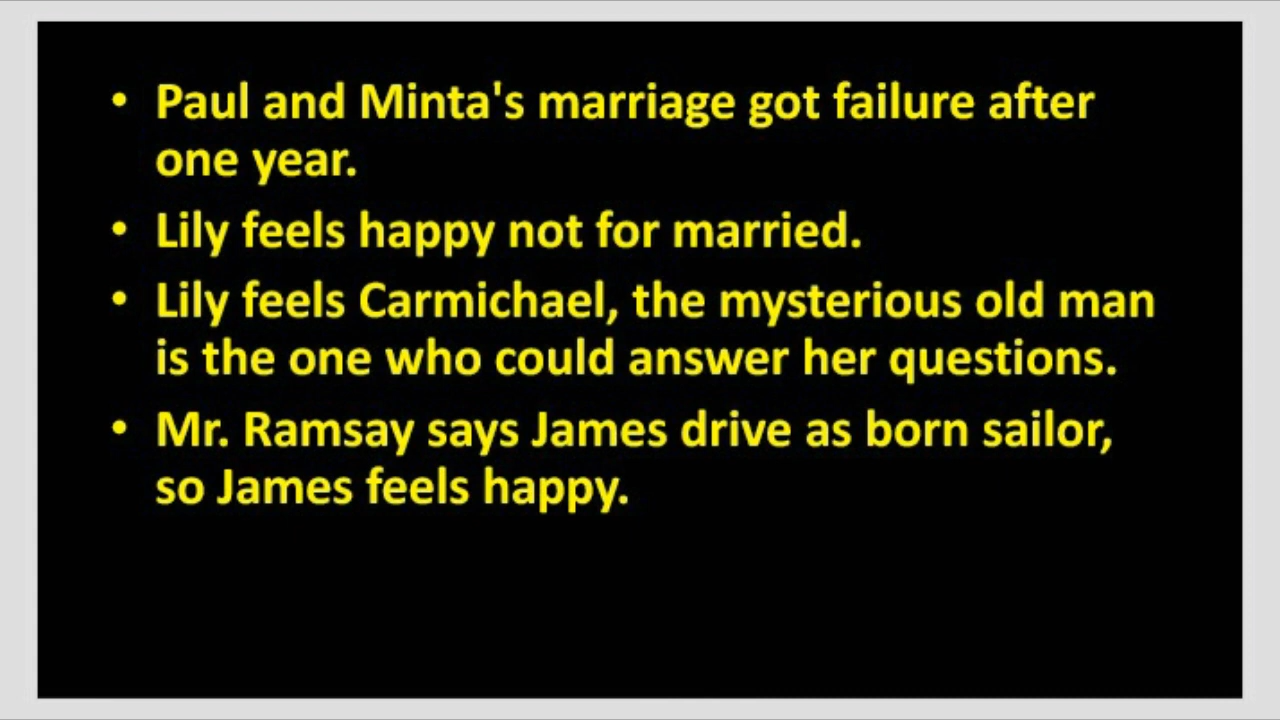 • Paul and Minta's marriage got failure after
one year.
• Lily feels happy not for married.
• Lily feels Carmichael, the mysterious old man
is the one who could answer her questions.
• Mr. Ramsay says James drive as born sailor,
so James feels happy.